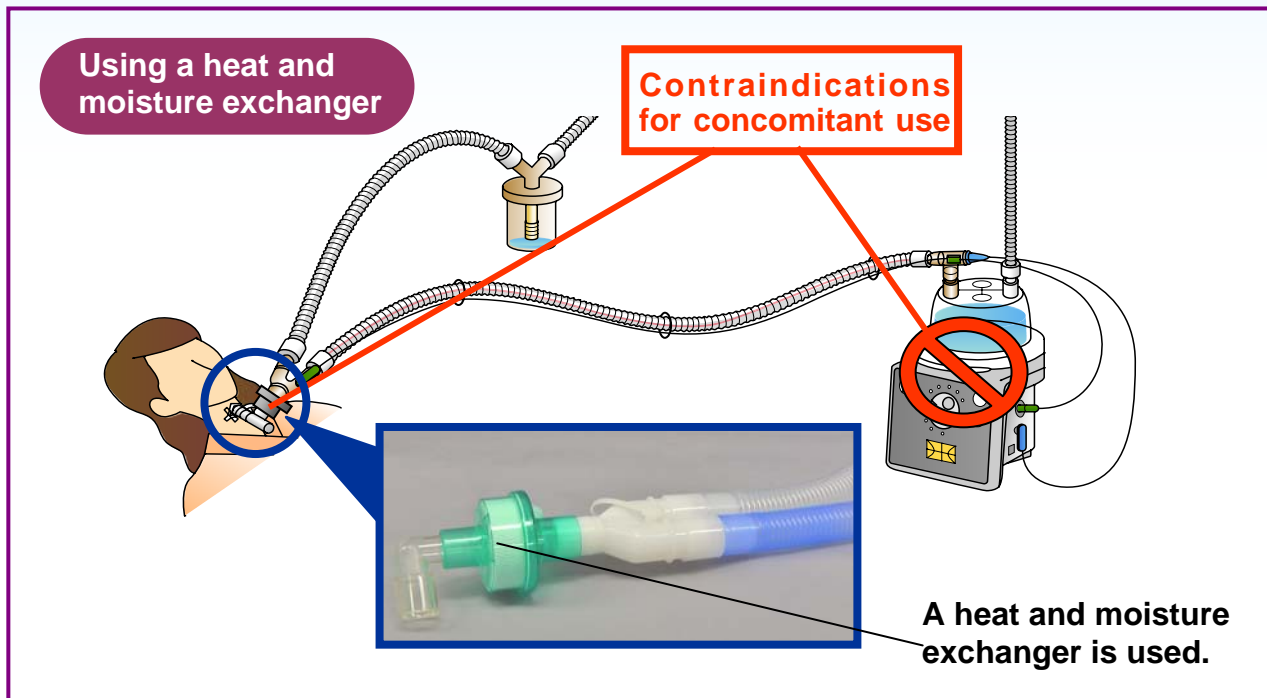 Using a heat and
moisture exchanger
Contraindications
for concomitant use
A heat and moisture
exchanger is used.